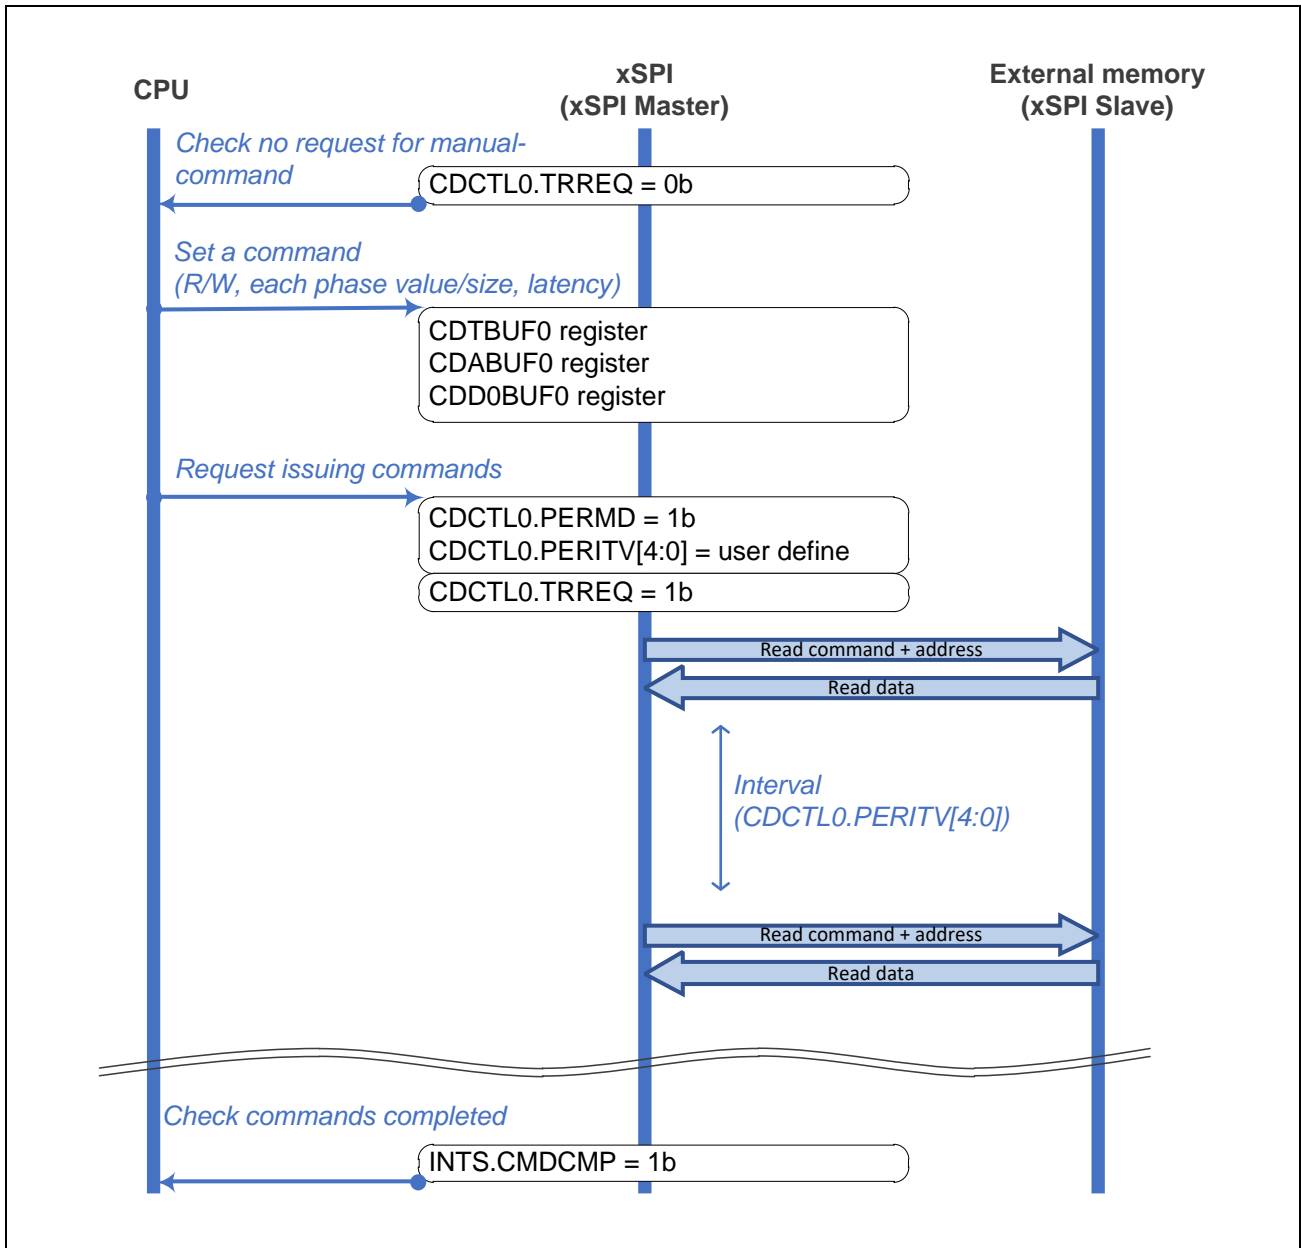 CPU
xSPI
(xSPI Master)
External memory
(xSPI Slave)
Check no request for manual-
command
CDCTL0.TRREQ = 0b
Set a command
(R/W, each phase value/size, latency)
CDTBUF0 register
CDABUF0 register
CDD0BUF0 register
Request issuing commands
CDCTL0.PERMD = 1b
CDCTL0.PERITV[4:0] = user define
CDCTL0.TRREQ = 1b
Read command + address
Read data
Interval
(CDCTL0.PERITV[4:0])
Read command + address
Read data
Check commands completed
INTS.CMDCMP = 1b